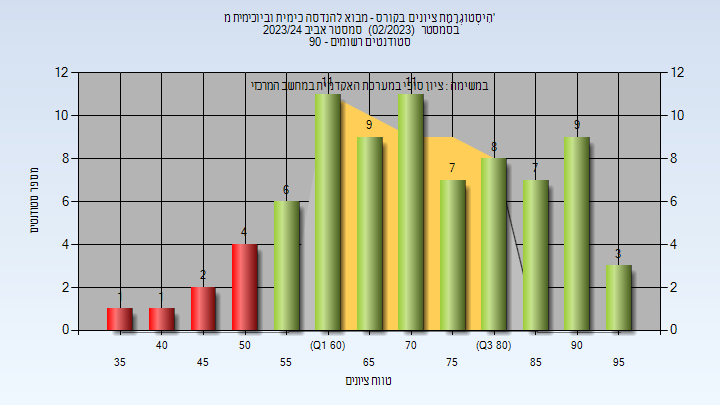 היסטוגרמת ציונים בקורס - מבוא להנדסה כימית וביוכימית מ'
בסמסטר (02/2023) סמסטר אביב 2023/24
סטודנטים רשומים - 90
במשימה : ציון סופי במערכת האקדמית במחשב המרכזי
מספר סטודנטים
12 12
10 10
8 8
6 6
4 4
2 2
0 0
1 1 2 4 6 11 9 11 7 8 7 9 3
40 50 (Q1 60) 70 (Q3 80) 90
35 45 55 65 75 85 95
טווח ציונים